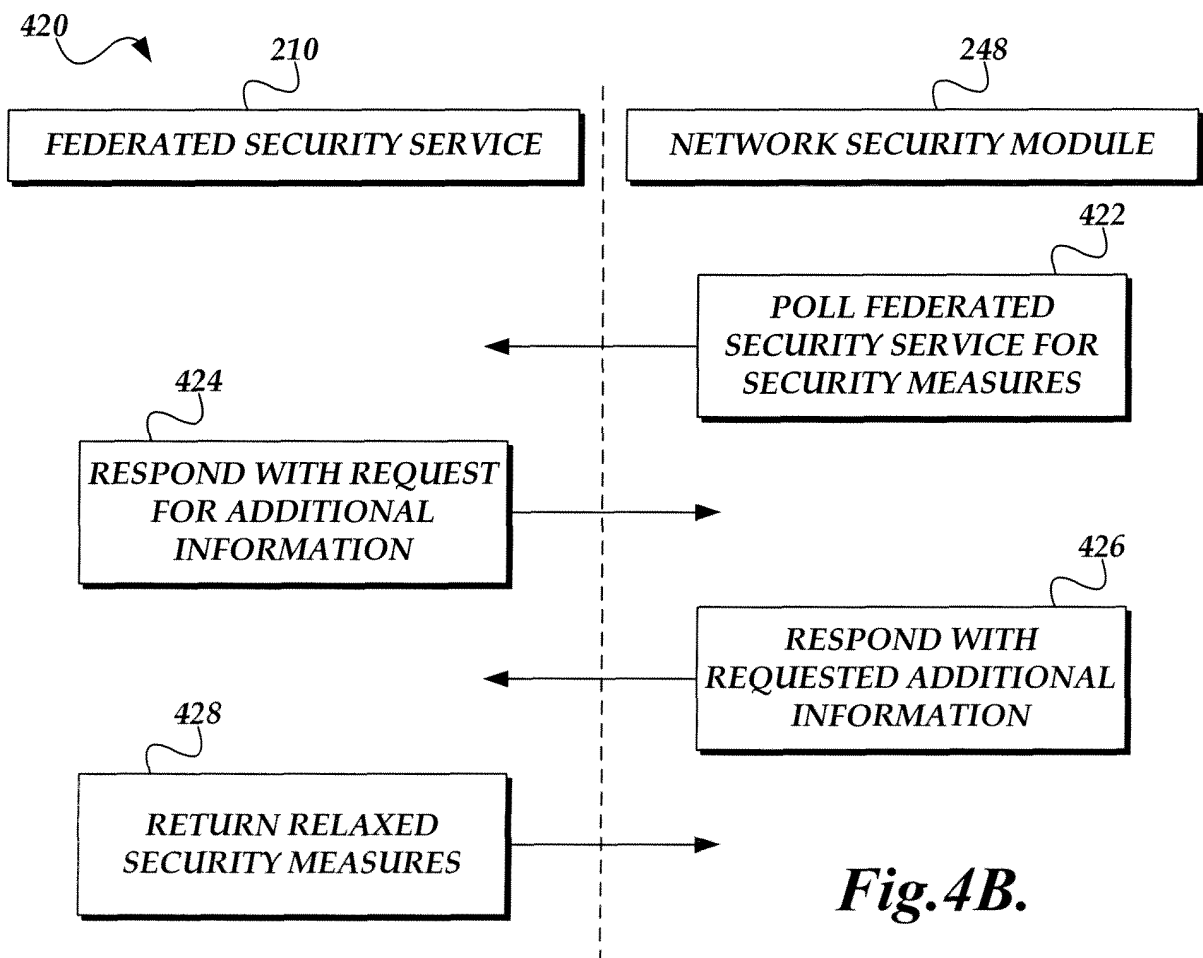 420
210
248
FEDERATED SECURITY SERVICE
NETWORK SECURITY MODULE
422
POLL FEDERATED
SECURITY SERVICE FOR
SECURITY MEASURES
424
RESPOND WITH REQUEST
FOR ADDITIONAL
INFORMATION
426
RESPOND WITH
REQUESTED ADDITIONAL
INFORMATION
428
RETURN RELAXED
SECURITY MEASURES
Fig.4B.